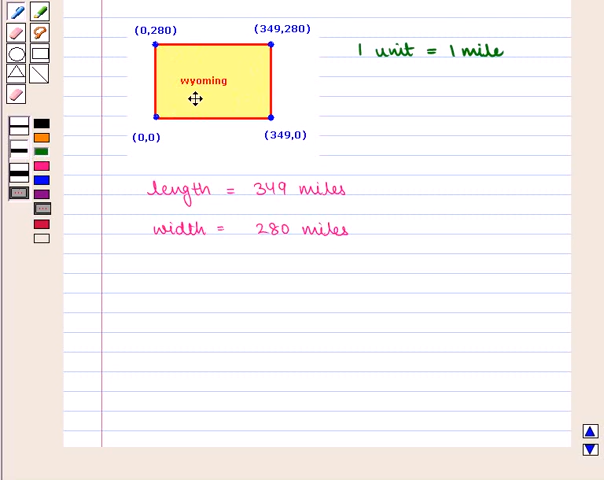 (0,280) (349,280)
1 unit = 1 mile
wyoming
(0,0) (349,0)
length = 349 miles
width = 280 miles